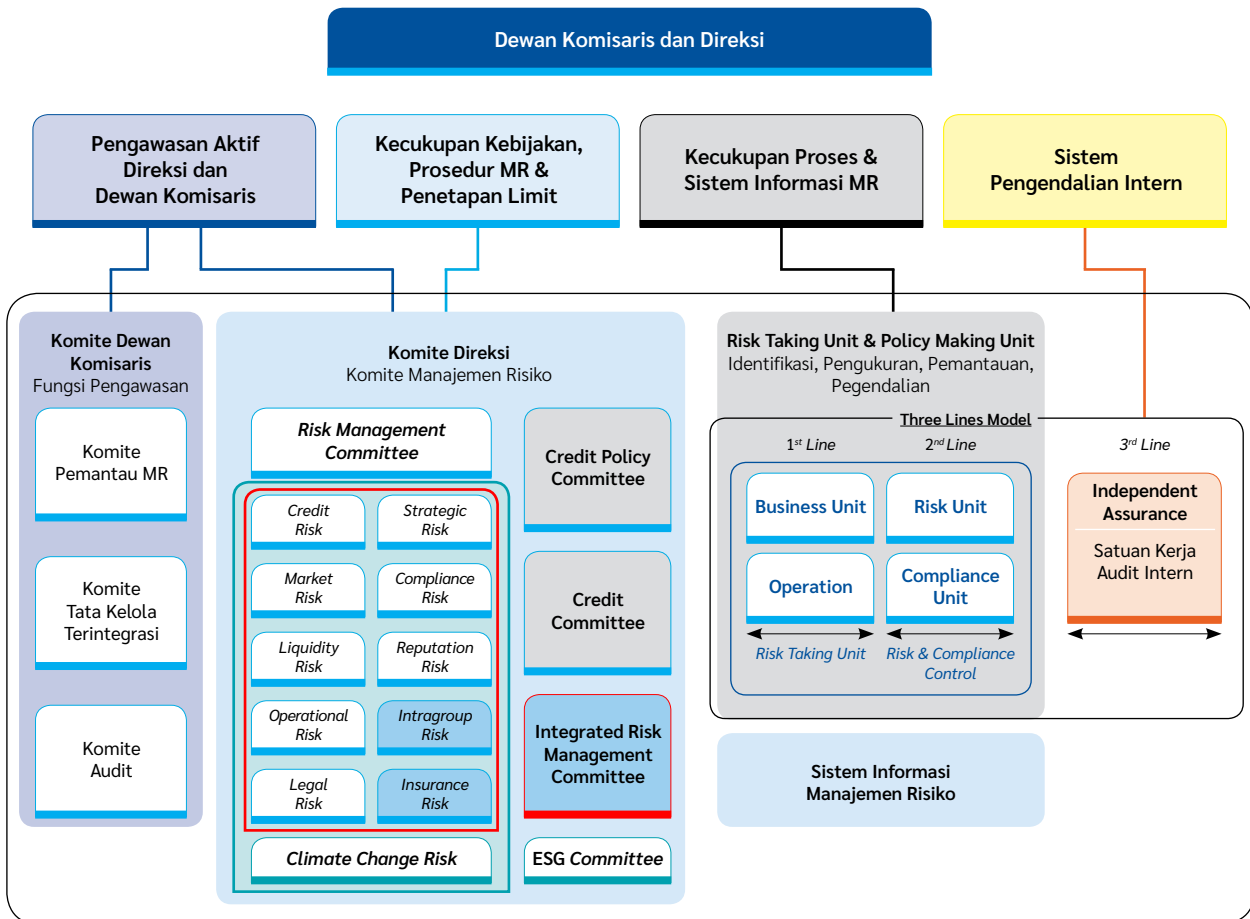 Dewan Komisaris dan Direksi
Pengawasan Aktif
Direksi dan
Dewan Komisaris
Kecukupan Kebijakan,
Prosedur MR &
Penetapan Limit
Kecukupan Proses &
Sistem Informasi MR
Sistem
Pengendalian Intern
Komite Dewan
Komisaris
Fungsi Pengawasan
Komite
Pemantau MR
Komite
Tata Kelola
Terintegrasi
Komite
Audit
Komite Direksi
Komite Manajemen Risiko
Risk Management
Committee
Credit
Risk
Strategic
Risk
Market
Risk
Compliance
Risk
Liquidity
Risk
Reputation
Risk
Operational
Risk
Intragroup
Risk
Legal
Risk
Insurance
Risk
Climate Change Risk
Credit Policy
Committee
Credit
Committee
Integrated Risk
Management
Committee
ESG Committee
Risk Taking Unit & Policy Making Unit
Identifikasi, Pengukuran, Pemantauan,
Pegendalian
Three Lines Model
1st Line
2nd Line
3rd Line
Business Unit
Risk Unit
Operation
Compliance
Unit
Risk Taking Unit
Risk & Compliance
Control
Independent
Assurance
Satuan Kerja
Audit Intern
Sistem Informasi
Manajemen Risiko